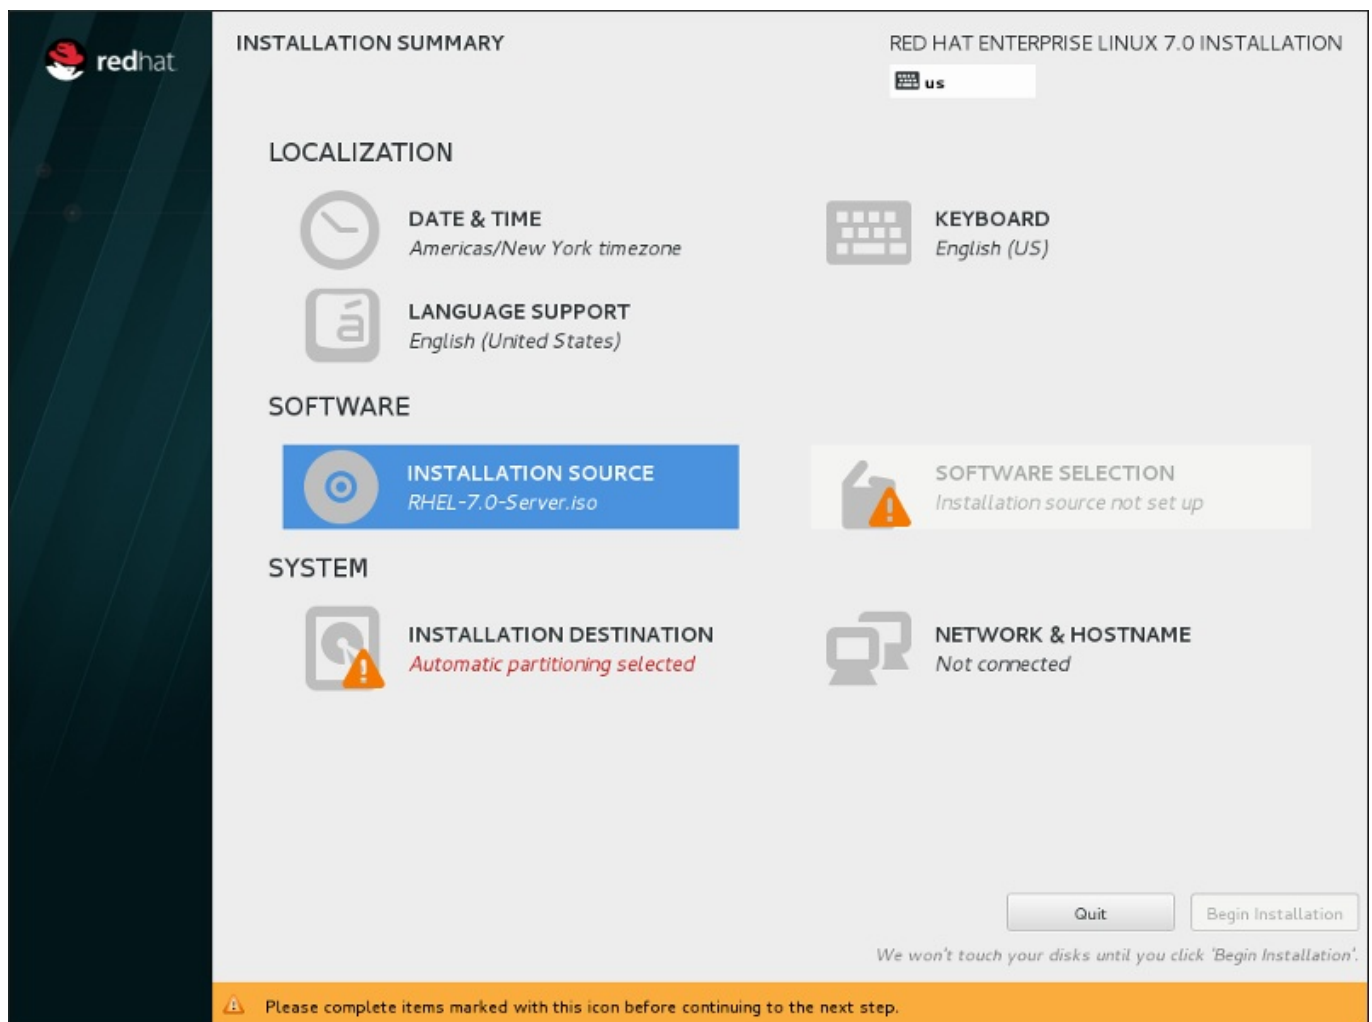 redhat
INSTALLATION SUMMARY
RED HAT ENTERPRISE LINUX 7.0 INSTALLATION
us
LOCALIZATION
DATE & TIME
Americas/New York timezone
KEYBOARD
English (US)
á
LANGUAGE SUPPORT
English (United States)
SOFTWARE
INSTALLATION SOURCE
RHEL-7.0-Server.iso
SOFTWARE SELECTION
Installation source not set up
SYSTEM
INSTALLATION DESTINATION
Automatic partitioning selected
NETWORK & HOSTNAME
Not connected
Quit
Begin Installation
We won't touch your disks until you click 'Begin Installation'.
Please complete items marked with this icon before continuing to the next step.